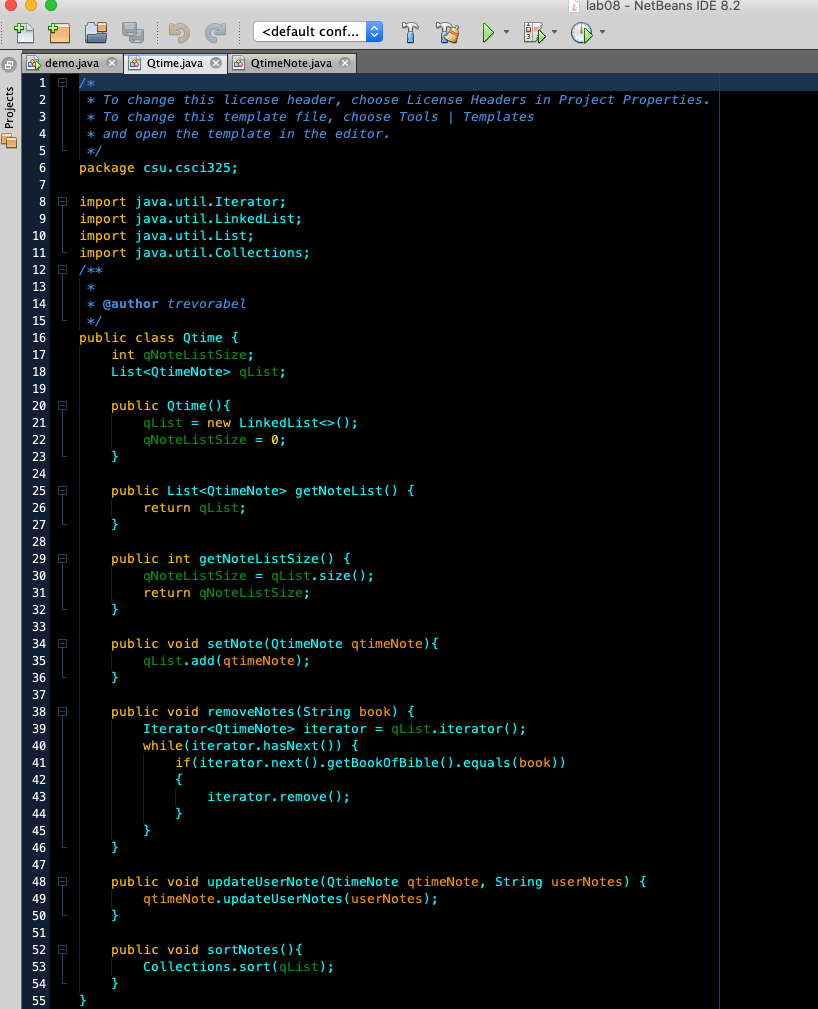 lab08 - NetBeans IDE 8.2
<default conf...
demo.java
Qtime.java
QtimeNote.java
Projects
1 /*
2 * To change this license header, choose License Headers in Project Properties.
3 * To change this template file, choose Tools | Templates
4 * and open the template in the editor.
5 */
6 package csu.csci325;
7
8 import java.util.Iterator;
9 import java.util.LinkedList;
10 import java.util.List;
11 import java.util.Collections;
12 /**
13 *
14 * @author trevorabel
15 */
16 public class Qtime {
17     int qNoteListSize;
18     List<QtimeNote> qList;
19
20     public Qtime(){
21         qList = new LinkedList<>();
22         qNoteListSize = 0;
23     }
24
25     public List<QtimeNote> getNoteList() {
26         return qList;
27     }
28
29     public int getNoteListSize() {
30         qNoteListSize = qList.size();
31         return qNoteListSize;
32     }
33
34     public void setNote(QtimeNote qtimeNote){
35         qList.add(qtimeNote);
36     }
37
38     public void removeNotes(String book) {
39         Iterator<QtimeNote> iterator = qList.iterator();
40         while(iterator.hasNext()) {
41             if(iterator.next().getBookOfBible().equals(book))
42             {
43                 iterator.remove();
44             }
45         }
46     }
47
48     public void updateUserNote(QtimeNote qtimeNote, String userNotes) {
49         qtimeNote.updateUserNotes(userNotes);
50     }
51
52     public void sortNotes(){
53         Collections.sort(qList);
54     }
55 }